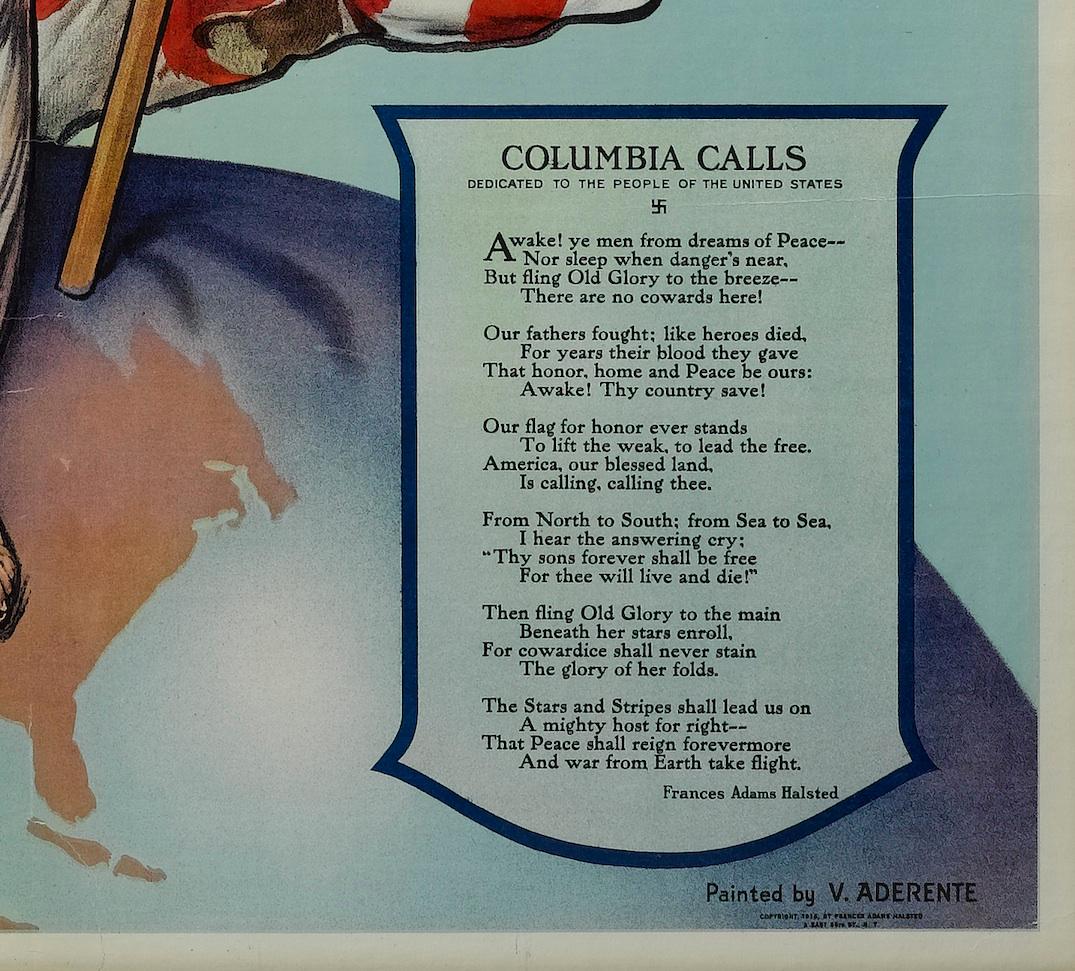 COLUMBIA CALLS
DEDICATED TO THE PEOPLE OF THE UNITED STATES
卐
Awake! ye men from dreams of Peace--
Nor sleep when danger's near,
But fling Old Glory to the breeze--
There are no cowards here!
Our fathers fought; like heroes died,
For years their blood they gave
That honor, home and Peace be ours:
Awake! Thy country save!
Our flag for honor ever stands
To lift the weak, to lead the free.
America, our blessed land,
Is calling, calling thee.
From North to South; from Sea to Sea,
I hear the answering cry;
"Thy sons forever shall be free
For thee will live and die!"
Then fling Old Glory to the main
Beneath her stars enroll,
For cowardice shall never stain
The glory of her folds.
The Stars and Stripes shall lead us on
A mighty host for right--
That Peace shall reign forevermore
And war from Earth take flight.
Frances Adams Halsted
Painted by V. ADERENTE
COPYRIGHT, 1916, BY FRANCES ADAMS HALSTED
EAST ST., N. Y.